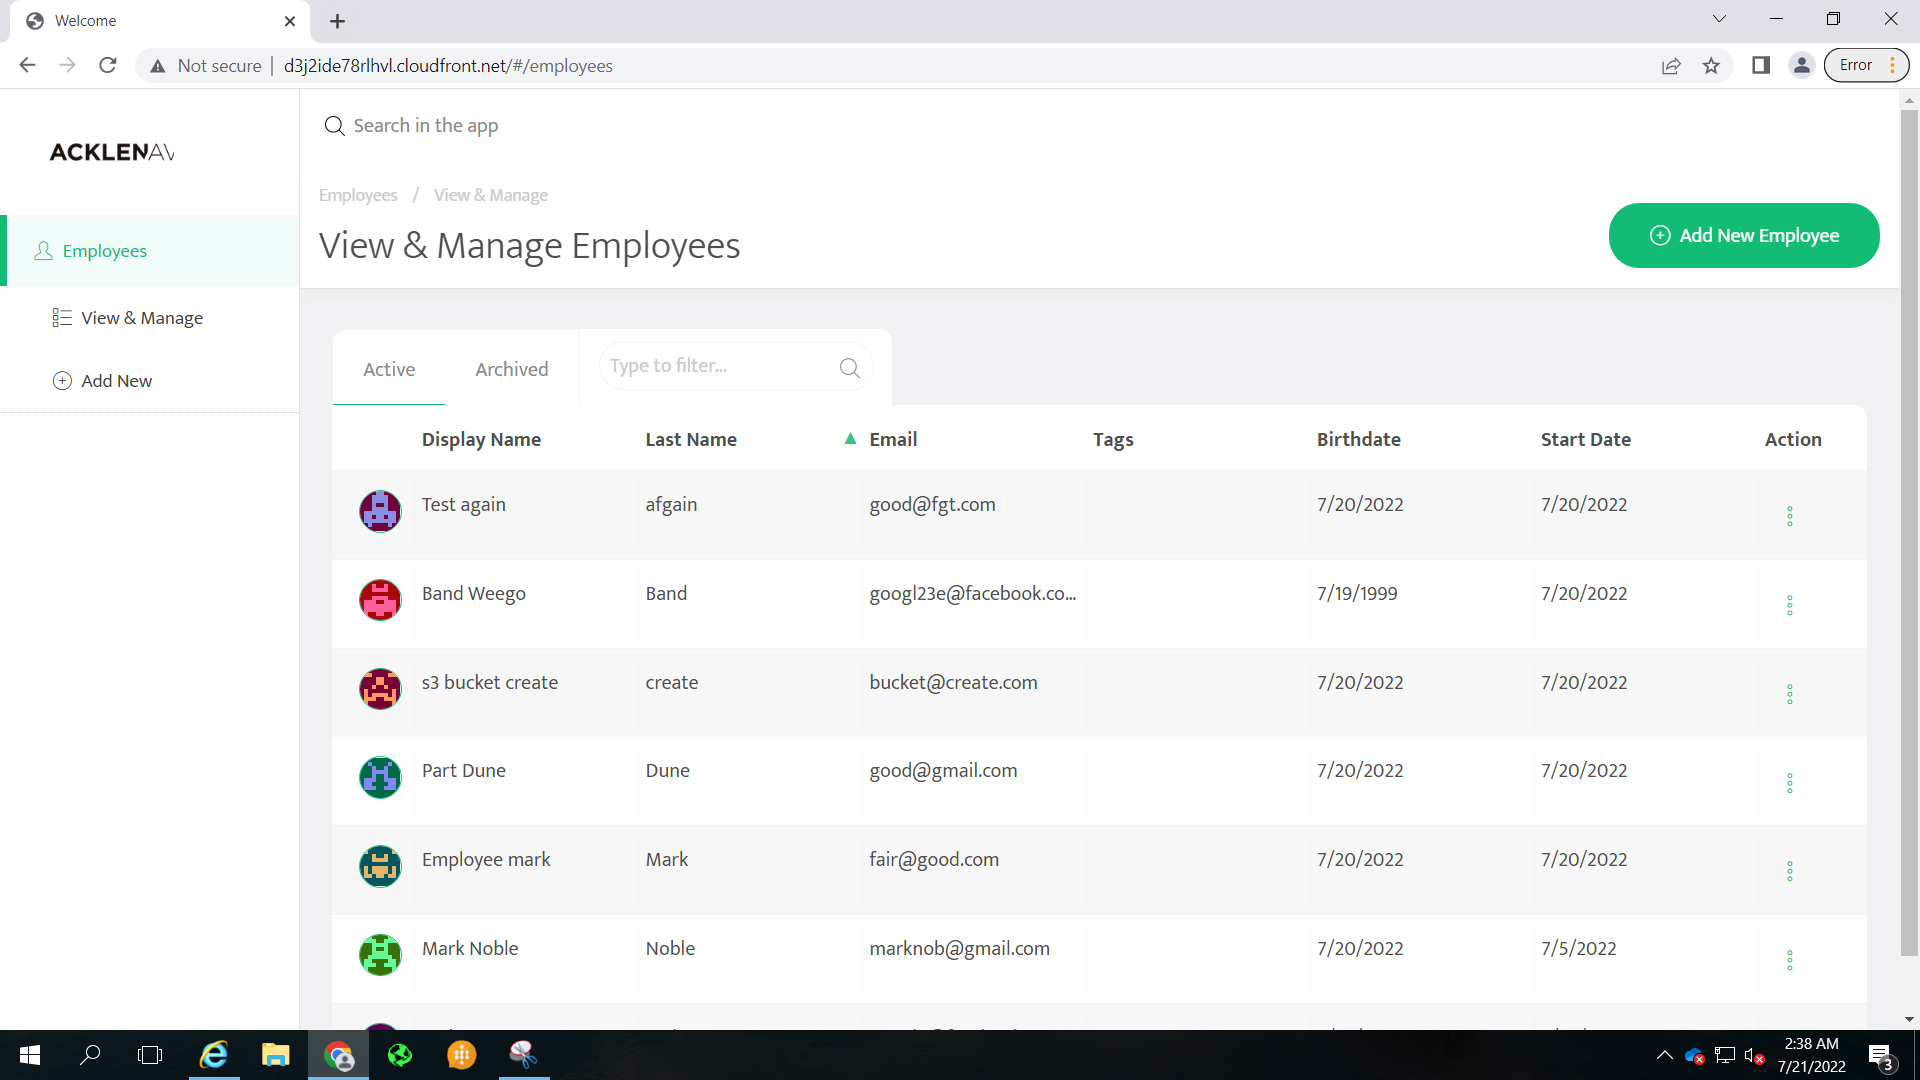 Welcome
Not secure d3j2ide78rlhvl.cloudfront.net/#/employees Error
ACKLENAV
Search in the app
Employees / View & Manage
View & Manage Employees
Add New Employee
Employees
View & Manage
Add New
Active Archived Type to filter...
Display Name Last Name Email Tags Birthdate Start Date Action
Test again afgain good@fgt.com 7/20/2022 7/20/2022
Band Weego Band googl23e@facebook.co... 7/19/1999 7/20/2022
s3 bucket create create bucket@create.com 7/20/2022 7/20/2022
Part Dune Dune good@gmail.com 7/20/2022 7/20/2022
Employee mark Mark fair@good.com 7/20/2022 7/20/2022
Mark Noble Noble marknob@gmail.com 7/20/2022 7/5/2022
2:38 AM
7/21/2022
3